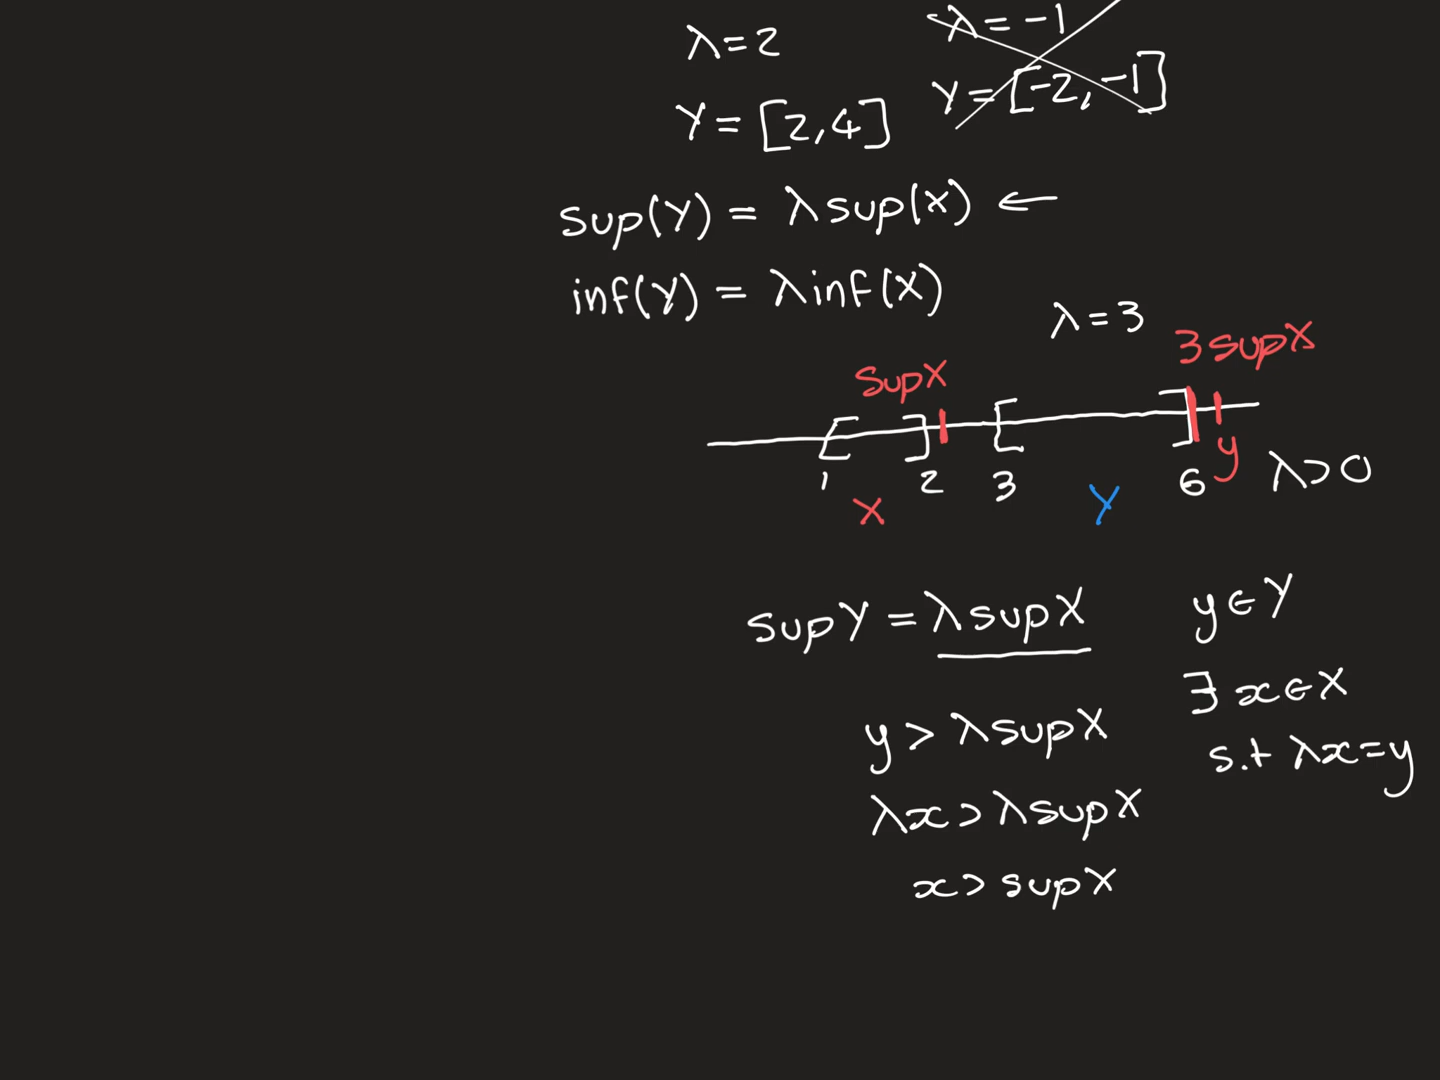 λ=2
λ=-1
Y=[2,4]
Y=[-2,-1]
sup(Y) = λsup(X) ←
inf(Y) = λinf(X)
λ=3
3supX
supX
1 2 3 6
y
λ>0
X Y
supY = λsupX
y∈Y
∃ x∈X
s.t λx=y
y > λsupX
λx > λsupX
x > supX